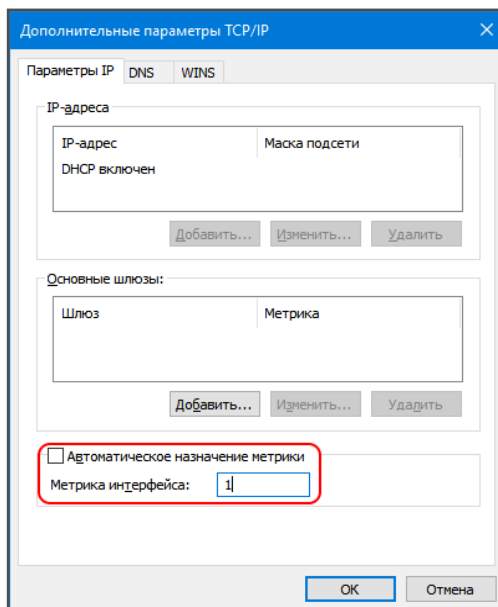 Дополнительные параметры TCP/IP
Параметры IP DNS WINS
IP-адреса
IP-адрес Маска подсети
DHCP включен
Добавить... Изменить... Удалить
Основные шлюзы:
Шлюз Метрика
Добавить... Изменить... Удалить
Автоматическое назначение метрики
Метрика интерфейса: 1
ОК Отмена